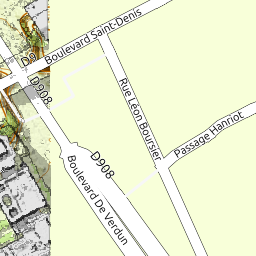 Boulevard Saint-Denis
D9
D908
Rue Léon Boursier
Passage Hanriot
D908
Boulevard De Verdun